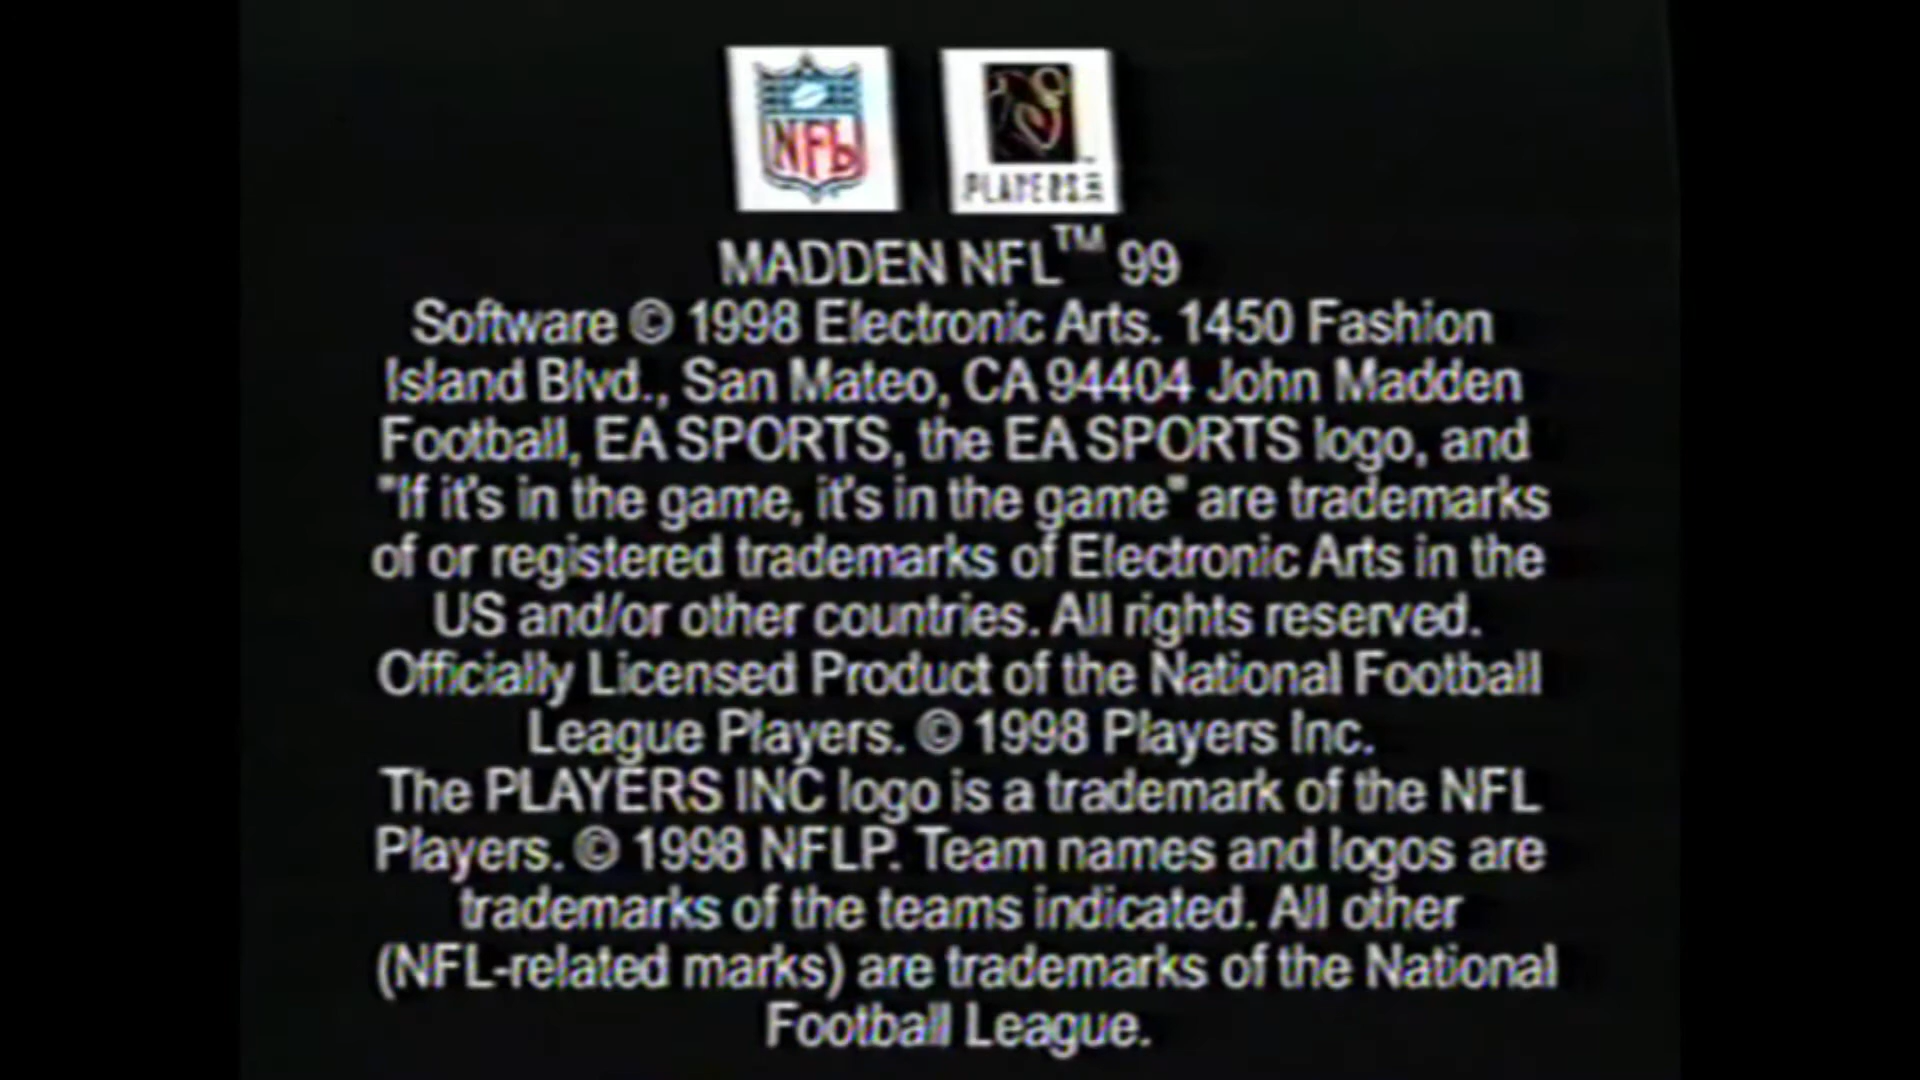 NFL
PLAYERS
MADDEN NFL™ 99
Software © 1998 Electronic Arts. 1450 Fashion
Island Blvd., San Mateo, CA 94404 John Madden
Football, EA SPORTS, the EA SPORTS logo, and
"If it's in the game, it's in the game" are trademarks
of or registered trademarks of Electronic Arts in the
US and/or other countries. All rights reserved.
Officially Licensed Product of the National Football
League Players. © 1998 Players Inc.
The PLAYERS INC logo is a trademark of the NFL
Players. © 1998 NFLP. Team names and logos are
trademarks of the teams indicated. All other
(NFL-related marks) are trademarks of the National
Football League.